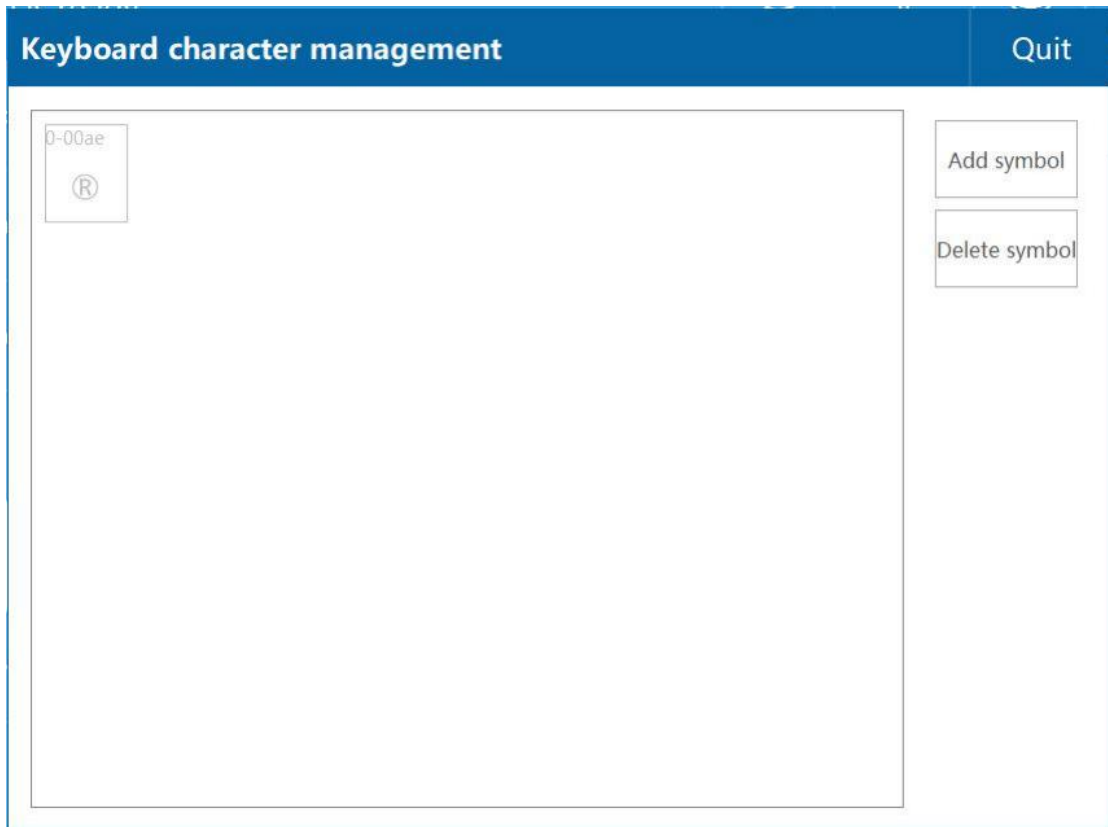 Keyboard character management
Quit
0-00ae
®
Add symbol
Delete symbol